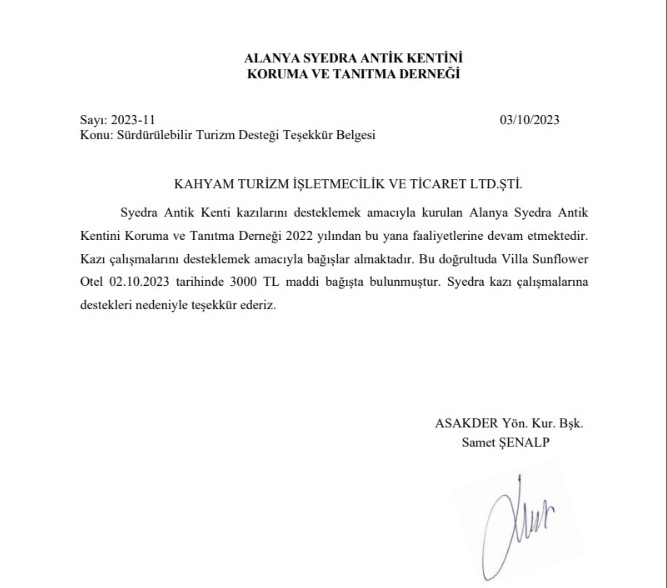 ALANYA SYEDRA ANTİK KENTİNİ
KORUMA VE TANITMA DERNEĞİ
Sayı: 2023-11 03/10/2023
Konu: Sürdürülebilir Turizm Desteği Teşekkür Belgesi
KAHYAM TURİZM İŞLETMECİLİK VE TİCARET LTD.ŞTİ.
Syedra Antik Kenti kazılarını desteklemek amacıyla kurulan Alanya Syedra Antik
Kentini Koruma ve Tanıtma Derneği 2022 yılından bu yana faaliyetlerine devam etmektedir.
Kazı çalışmalarını desteklemek amacıyla bağışlar almaktadır. Bu doğrultuda Villa Sunflower
Otel 02.10.2023 tarihinde 3000 TL maddi bağışta bulunmuştur. Syedra kazı çalışmalarına
destekleri nedeniyle teşekkür ederiz.
ASAKDER Yön. Kur. Bşk.
Samet ŞENALP